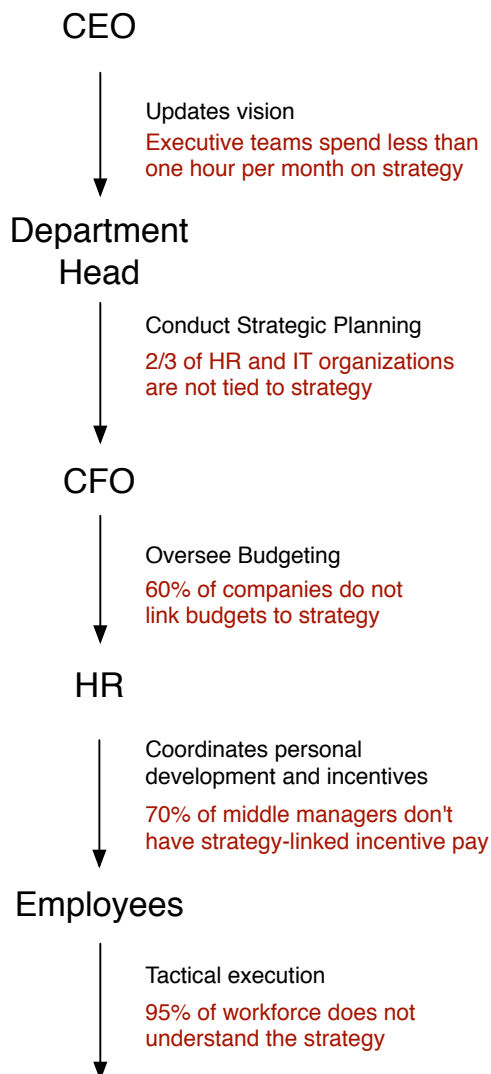 CEO
Updates vision
Executive teams spend less than
one hour per month on strategy
Department
Head
Conduct Strategic Planning
2/3 of HR and IT organizations
are not tied to strategy
CFO
Oversee Budgeting
60% of companies do not
link budgets to strategy
HR
Coordinates personal
development and incentives
70% of middle managers don't
have strategy-linked incentive pay
Employees
Tactical execution
95% of workforce does not
understand the strategy